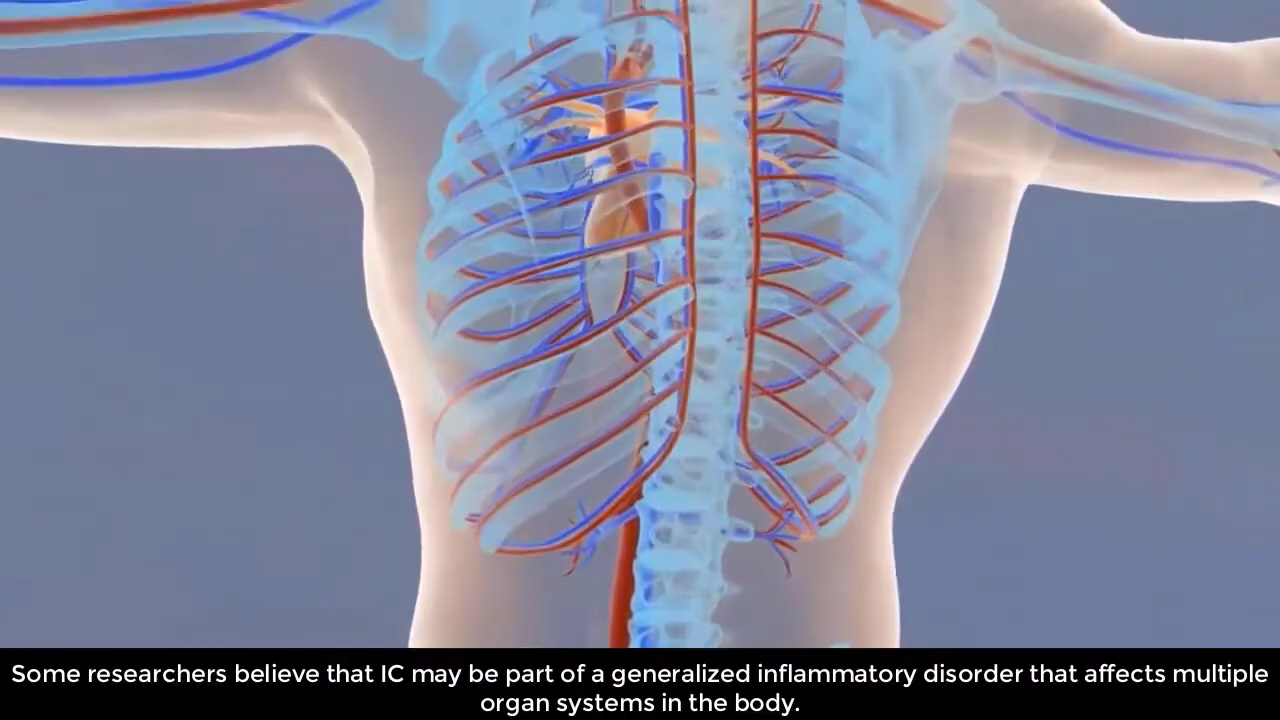 Some researchers believe that IC may be part of a generalized inflammatory disorder that affects multiple
organ systems in the body.